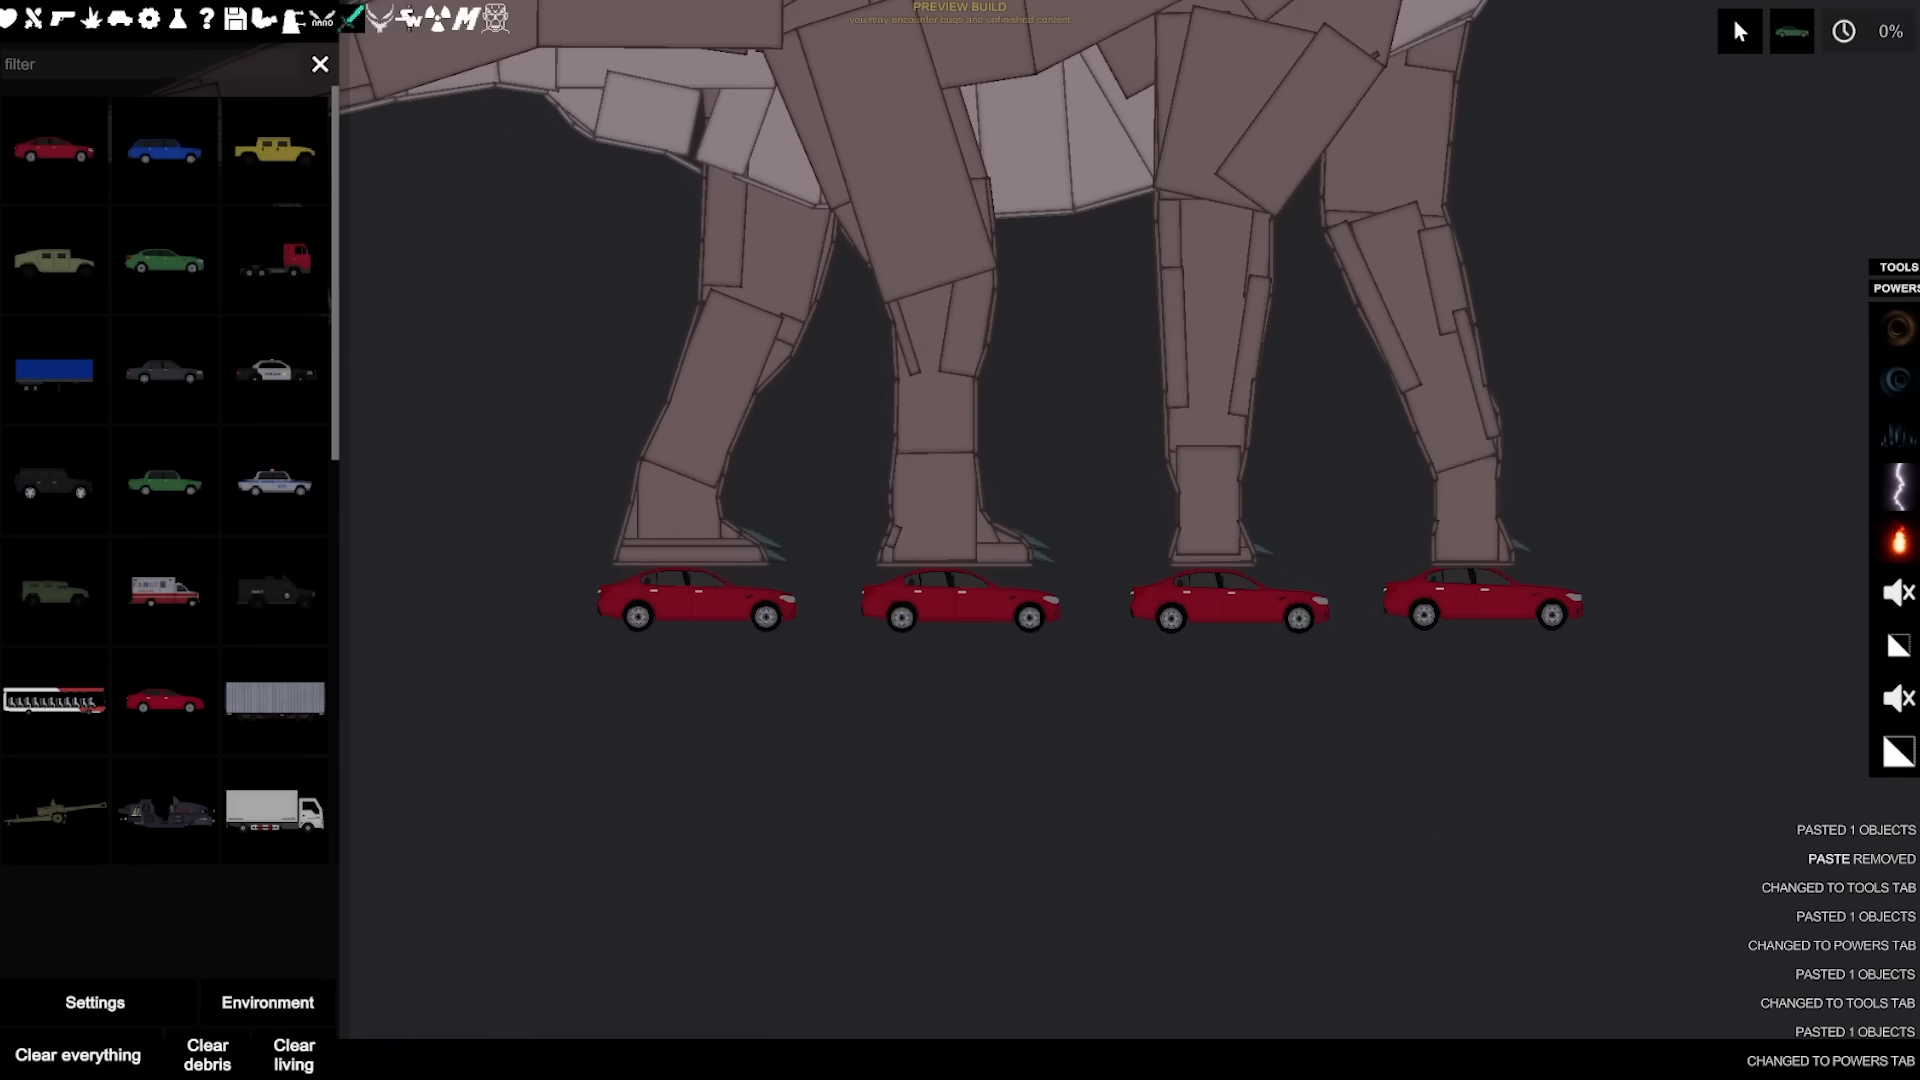 PREVIEW BUILD
you may encounter bugs and unfinished content
0%
filter
TOOLS
POWERS
PASTED 1 OBJECTS
PASTE REMOVED
CHANGED TO TOOLS TAB
PASTED 1 OBJECTS
CHANGED TO POWERS TAB
PASTED 1 OBJECTS
CHANGED TO TOOLS TAB
PASTED 1 OBJECTS
CHANGED TO POWERS TAB
Settings
Environment
Clear everything
Clear debris
Clear living